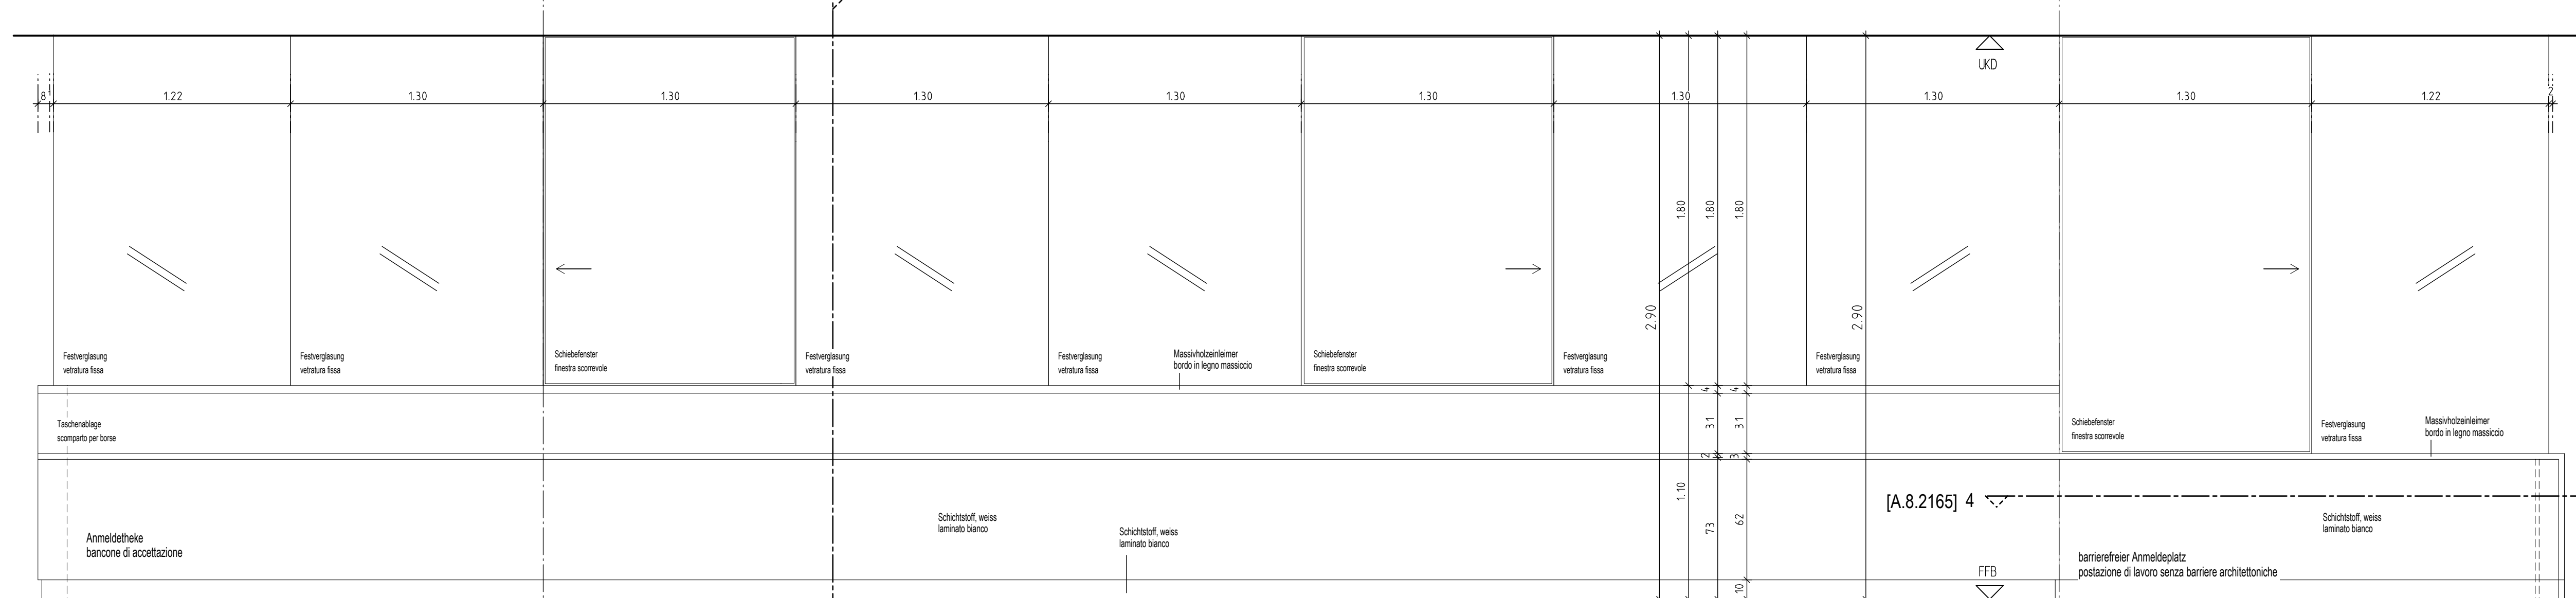 UKD
8
1.22
1.30
1.30
1.30
1.30
1.30
1.30
1.30
1.30
1.22
2
1.80
1.80
1.80
2.90
2.90
Festverglasung
vetratura fissa
Festverglasung
vetratura fissa
Schiebefenster
finestra scorrevole
Festverglasung
vetratura fissa
Festverglasung
vetratura fissa
Massivholzeinleimer
bordo in legno massiccio
Schiebefenster
finestra scorrevole
Festverglasung
vetratura fissa
Festverglasung
vetratura fissa
4
4
Taschenablage
scomparto per borse
31
31
Schiebefenster
finestra scorrevole
Festverglasung
vetratura fissa
Massivholzeinleimer
bordo in legno massiccio
2
3
1.10
[A.8.2165] 4
Anmeldetheke
bancone di accettazione
Schichtstoff, weiss
laminato bianco
Schichtstoff, weiss
laminato bianco
73
62
Schichtstoff, weiss
laminato bianco
barrierefreier Anmeldeplatz
postazione di lavoro senza barriere architettoniche
FFB
10